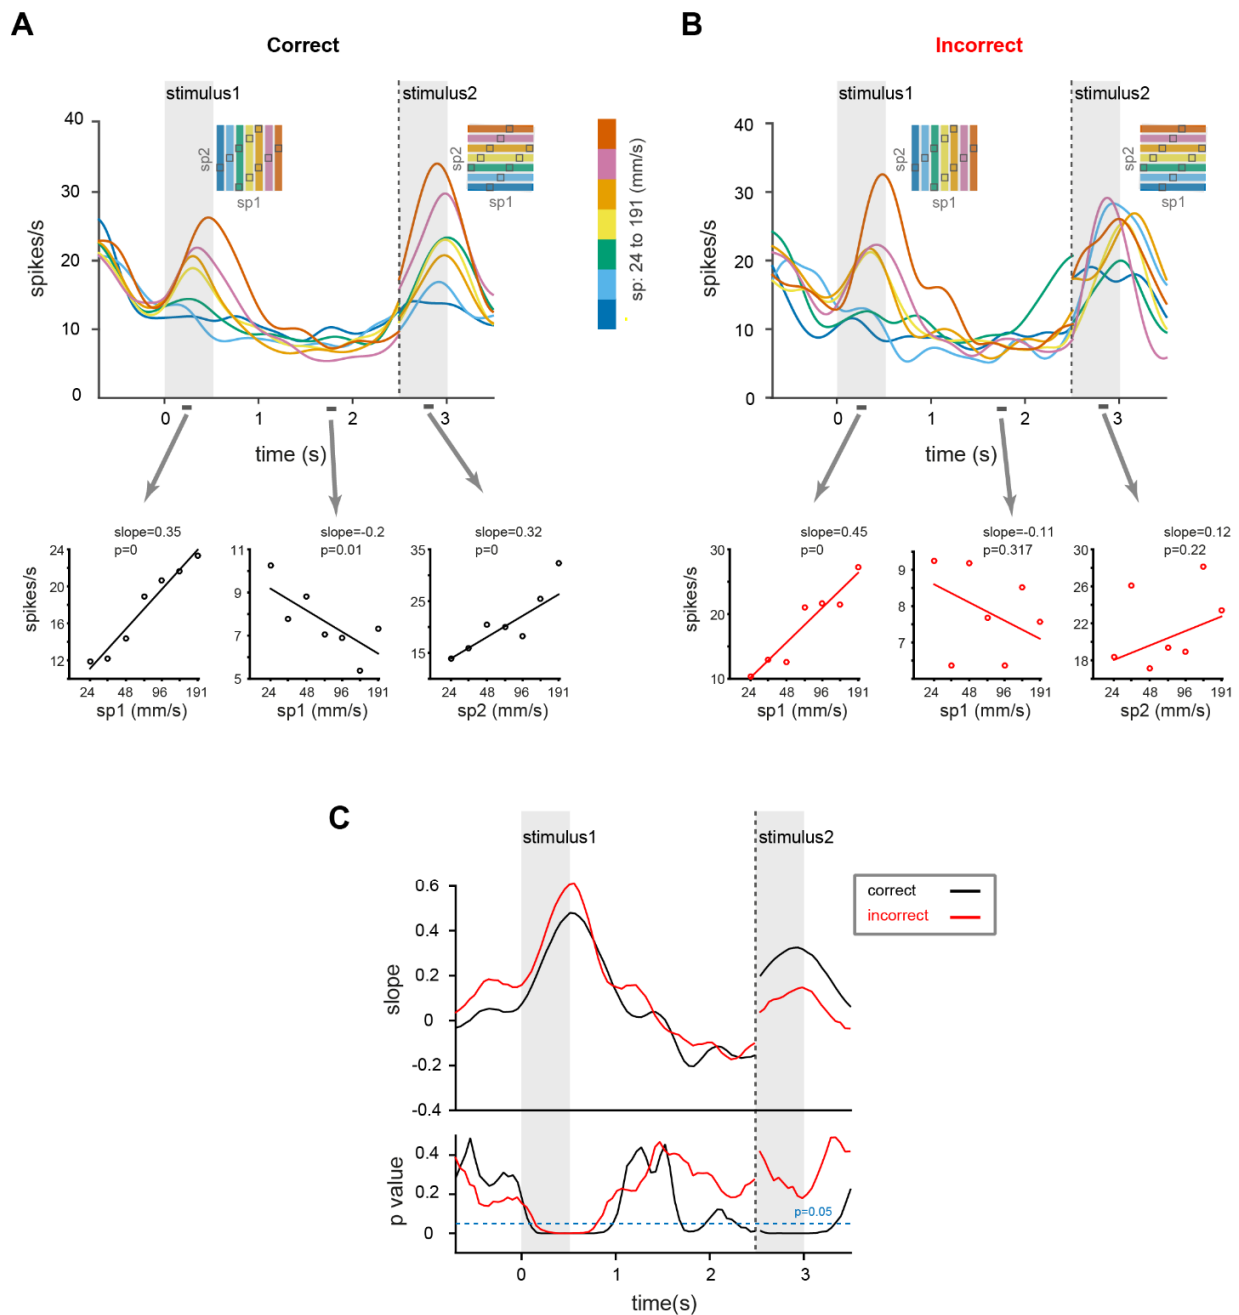 A
Correct
stimulus1
stimulus2
sp2
sp1
sp2
sp1
40
30
20
10
0
spikes/s
0
1
2
3
time (s)
sp: 24 to 191 (mm/s)
slope=0.35
p=0
24
20
16
12
spikes/s
24
48
96
191
sp1 (mm/s)
slope=-0.2
p=0.01
11
9
7
5
24
48
96
191
sp1 (mm/s)
slope=0.32
p=0
35
25
15
24
48
96
191
sp2 (mm/s)
B
Incorrect
stimulus1
stimulus2
sp2
sp1
sp2
sp1
40
30
20
10
0
spikes/s
0
1
2
3
time (s)
slope=0.45
p=0
30
20
10
spikes/s
24
48
96
191
sp1 (mm/s)
slope=-0.11
p=0.317
9
8
7
24
48
96
191
sp1 (mm/s)
slope=0.12
p=0.22
30
26
22
18
24
48
96
191
sp2 (mm/s)
C
stimulus1
stimulus2
correct
incorrect
0.6
0.4
0.2
0
-0.2
-0.4
slope
0.4
0.2
0
p value
p=0.05
0
1
2
3
time(s)